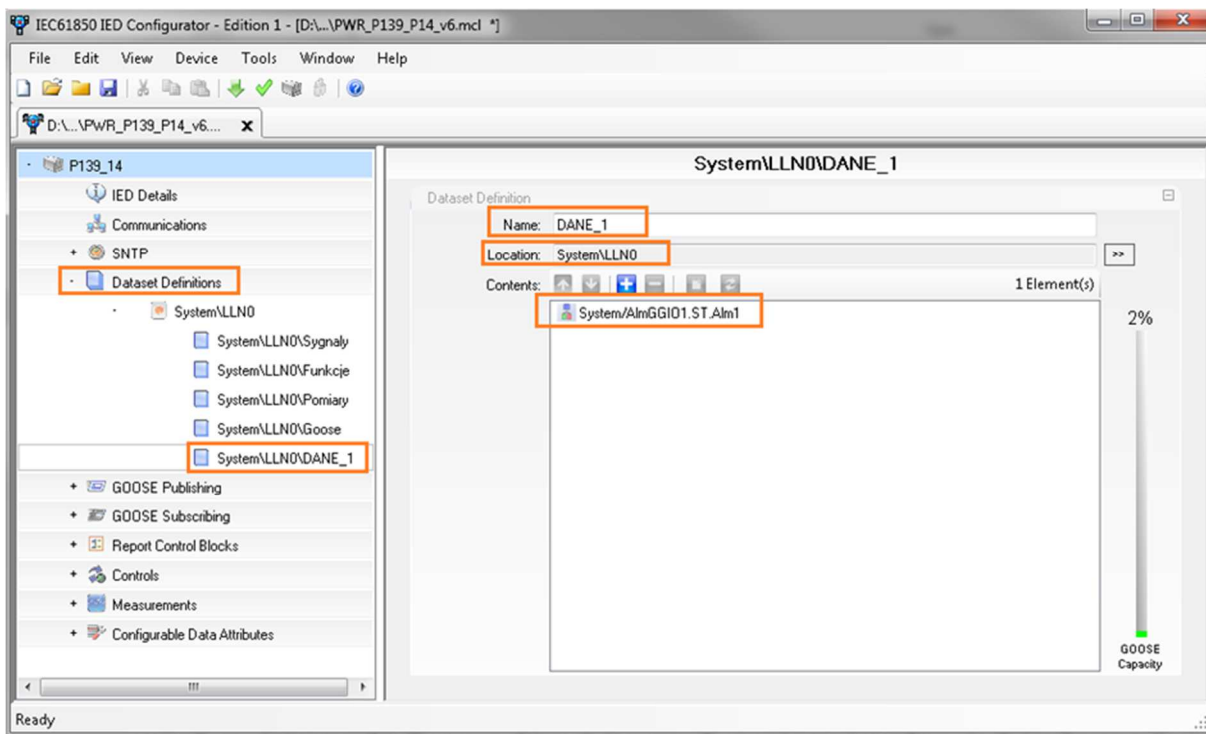 IEC61850 IED Configurator - Edition 1 - [D:\...\PWR_P139_P14_v6.mcl *]
File Edit View Device Tools Window Help
D:\...\PWR_P139_P14_v6.... X
P139_14
IED Details
Communications
SNTP
Dataset Definitions
System\LLN0
System\LLN0\Sygnaly
System\LLN0\Funkcje
System\LLN0\Pomiary
System\LLN0\Goose
System\LLN0\DANE_1
GOOSE Publishing
GOOSE Subscribing
Report Control Blocks
Controls
Measurements
Configurable Data Attributes
System\LLN0\DANE_1
Dataset Definition
Name: DANE_1
Location: System\LLN0 >>
Contents: 1 Element(s)
System/AlmGGIO1.ST.Alm1
2%
GOOSE
Capacity
Ready